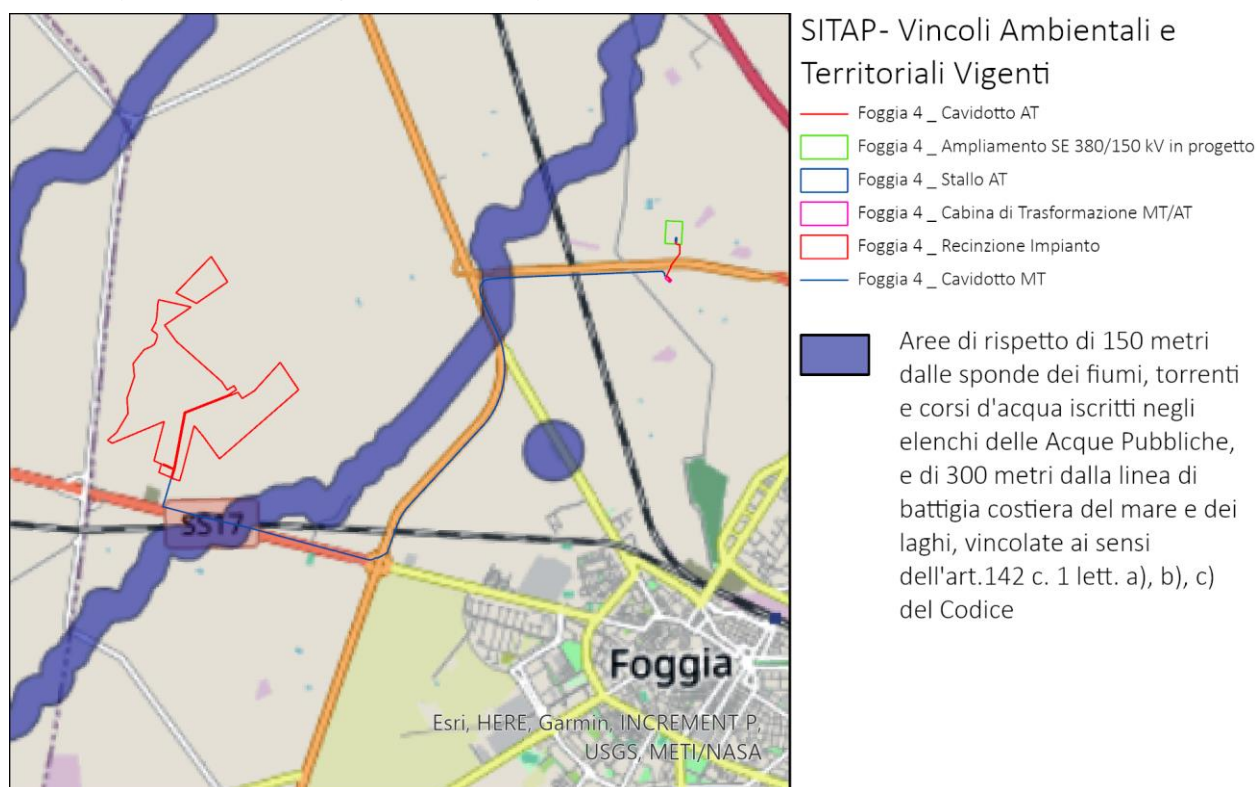 SITAP- Vincoli Ambientali e
Territoriali Vigenti
Foggia 4 _ Cavidotto AT
Foggia 4 _ Ampliamento SE 380/150 kV in progetto
Foggia 4 _ Stallo AT
Foggia 4 _ Cabina di Trasformazione MT/AT
Foggia 4 _ Recinzione Impianto
Foggia 4 _ Cavidotto MT
Aree di rispetto di 150 metri
dalle sponde dei fiumi, torrenti
e corsi d'acqua iscritti negli
elenchi delle Acque Pubbliche,
e di 300 metri dalla linea di
battigia costiera del mare e dei
laghi, vincolate ai sensi
dell'art.142 c. 1 lett. a), b), c)
del Codice
SS17
Foggia
Esri, HERE, Garmin, INCREMENT P,
USGS, METI/NASA